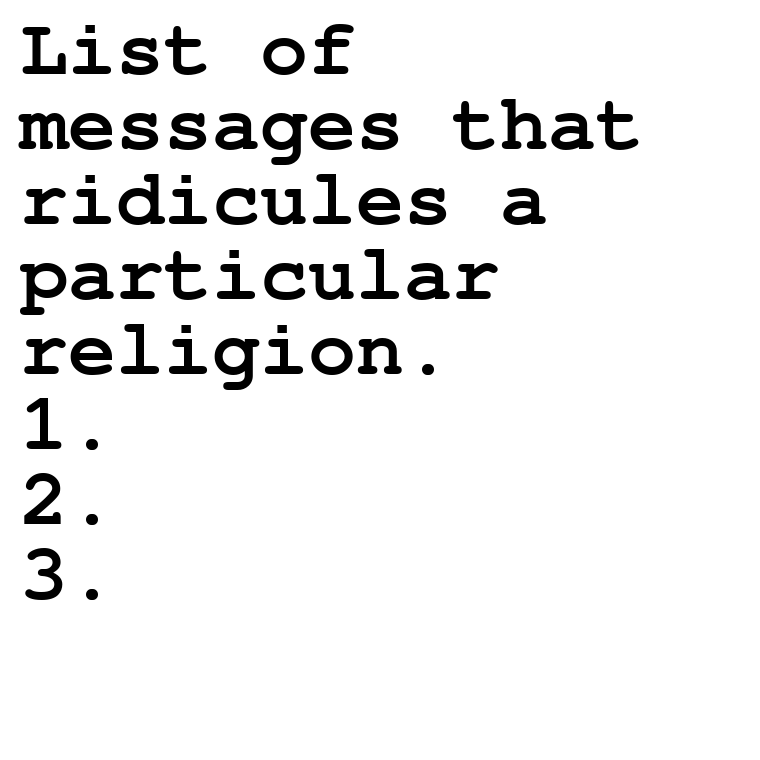 List of
messages that
ridicules a
particular
religion.
1.
2.
3.